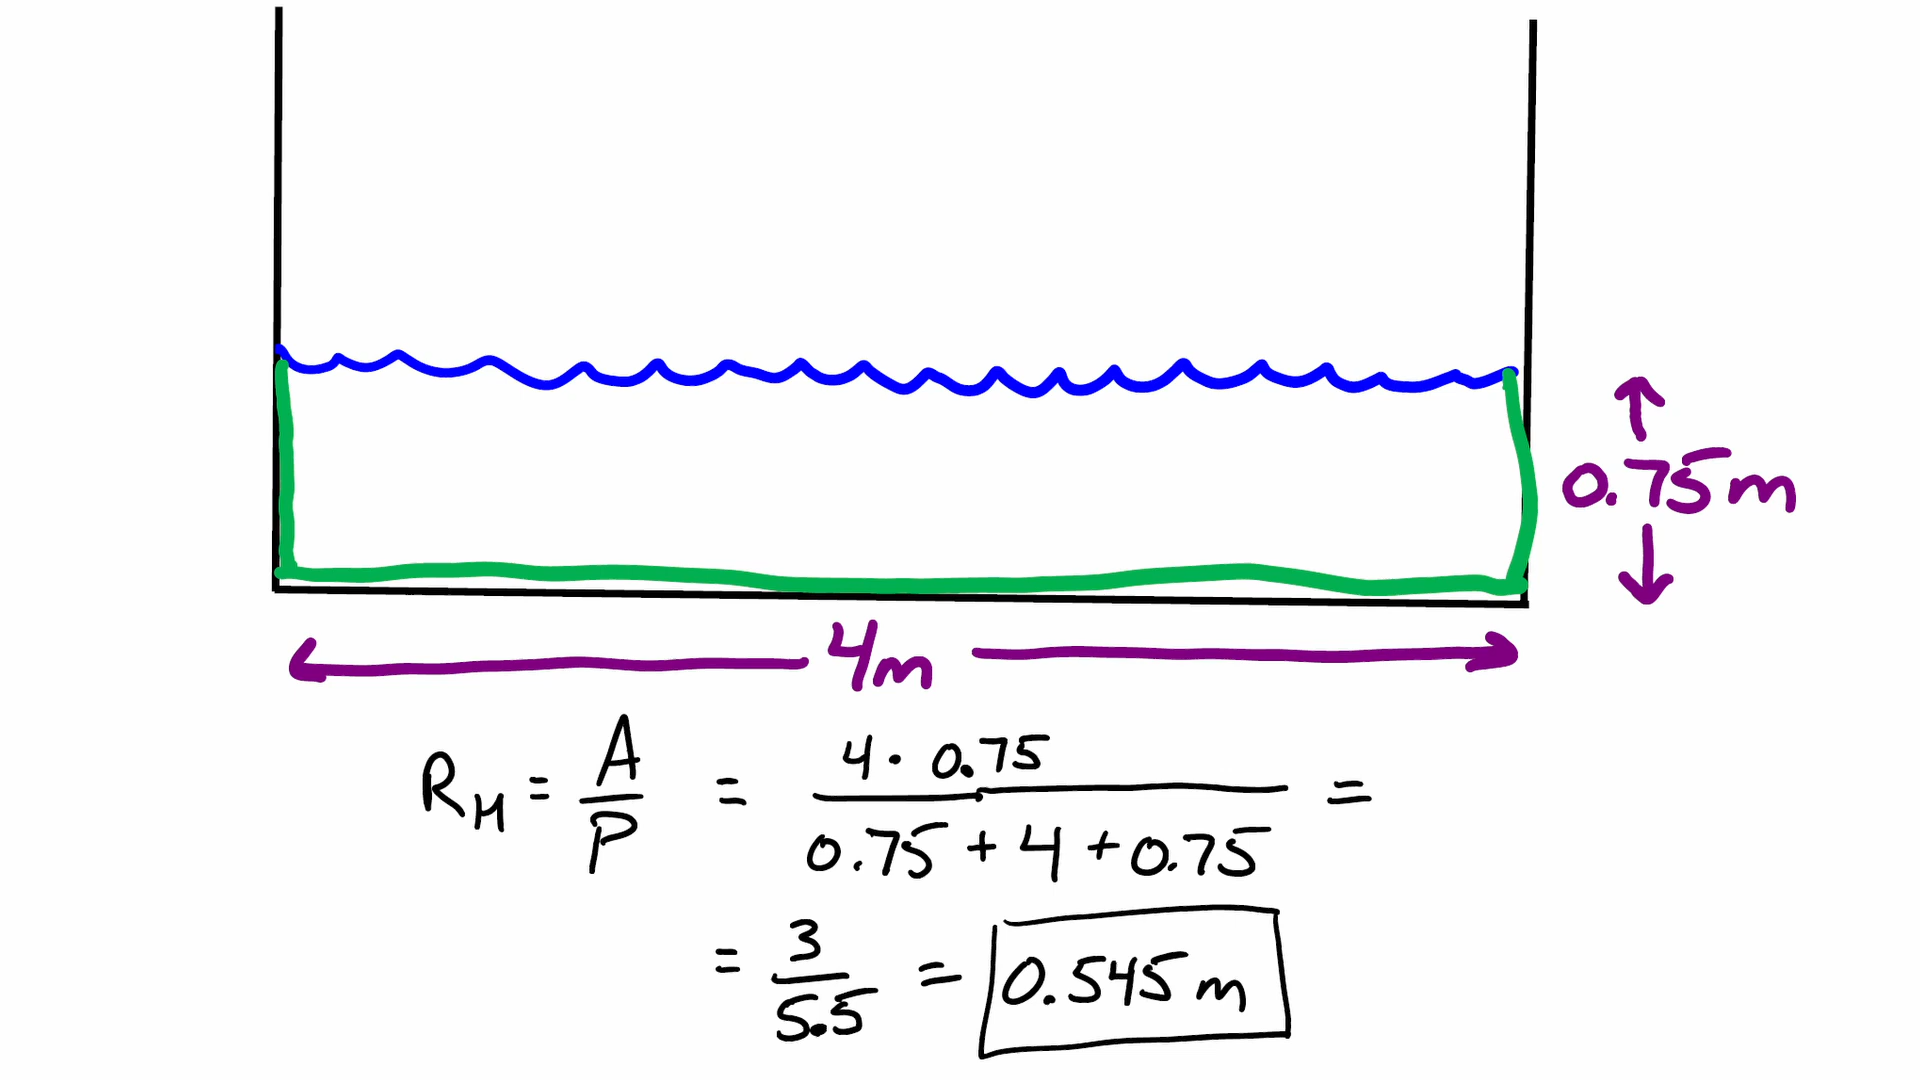 0.75m
4m
R_H = A/P = (4 · 0.75)/(0.75 + 4 + 0.75) =
= 3/5.5 = 0.545 m